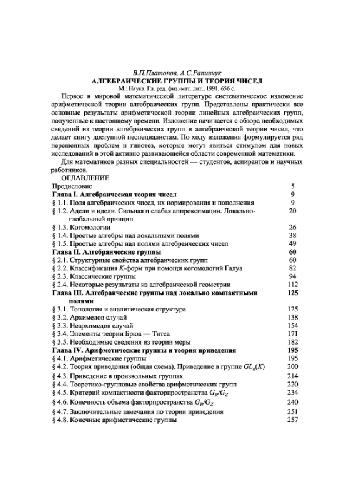 В.П.Платонов, А.С.Рапинчук
АЛГЕБРАИЧЕСКИЕ ГРУППЫ И ТЕОРИЯ ЧИСЕЛ
М.: Наука. Гл. ред. физ.-мат. лит., 1991. 656 с.
Первое в мировой математической литературе систематическое изложение
арифметической теории алгебраических групп. Представлены практически все
основные результаты арифметической теории линейных алгебраических групп,
полученные к настоящему времени. Изложение начинается с обзора необходимых
сведений из теории алгебраических групп и алгебраической теории чисел, что
делает книгу доступной неспециалистам. По ходу изложения формулируется ряд
нерешенных проблем и гипотез, которые могут явиться стимулом для новых
исследований в этой активно развивающейся области современной математики.
Для математиков разных специальностей — студентов, аспирантов и научных
работников.
ОГЛАВЛЕНИЕ
Предисловие 5
Глава I. Алгебраическая теория чисел 9
§ 1.1. Поля алгебраических чисел, их нормирования и пополнения 9
§ 1.2. Адели и идели. Сильная и слабая аппроксимации. Локально- 20
глобальный принцип
§ 1.3. Когомологии 26
§ 1.4. Простые алгебры над локальными полями 38
§ 1.5. Простые алгебры над полями алгебраических чисел 49
Глава II. Алгебраические группы 60
§ 2.1. Структурные свойства алгебраических групп 60
§ 2.2. Классификация K-форм при помощи когомологий Галуа 82
§ 2.3. Классические группы 94
§ 2.4. Некоторые результаты из алгебраической геометрии 112
Глава III. Алгебраические группы над локально компактными 125
полями
§ 3.1. Топология и аналитическая структура 125
§ 3.2. Архимедов случай 138
§ 3.3. Неархимедов случай 154
§ 3.4. Элементы теории Брюа — Титса 171
§ 3.5. Необходимые сведения из теории меры 182
Глава IV. Арифметические группы и теория приведения 195
§ 4.1. Арифметические группы 195
§ 4.2. Теория приведения (общая схема). Приведение в группе GLₙ(R) 200
§ 4.3. Приведение в произвольных группах 214
§ 4.4. Теоретико-групповые свойства арифметических групп 220
§ 4.5. Критерий компактности факторпространства G_R/G_Z 234
§ 4.6. Конечность объема факторпространства G_R/G_Z 240
§ 4.7. Заключительные замечания по теории приведения 251
§ 4.8. Конечные арифметические группы 257